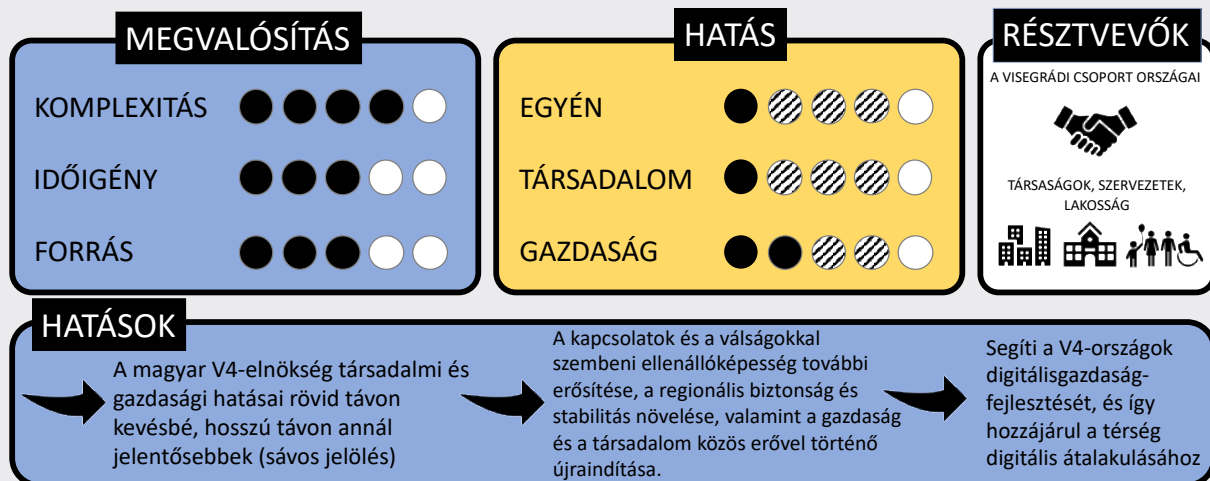 MEGVALÓSÍTÁS
KOMPLEXITÁS
IDŐIGÉNY
FORRÁS
HATÁS
EGYÉN
TÁRSADALOM
GAZDASÁG
RÉSZTVEVŐK
A VISEGRÁDI CSOPORT ORSZÁGAI
TÁRSASÁGOK, SZERVEZETEK,
LAKOSSÁG
HATÁSOK
A magyar V4-elnökség társadalmi és
gazdasági hatásai rövid távon
kevésbé, hosszú távon annál
jelentősebbek (sávos jelölés)
A kapcsolatok és a válságokkal
szembeni ellenállóképesség további
erősítése, a regionális biztonság és
stabilitás növelése, valamint a gazdaság
és a társadalom közös erővel történő
újraindítása.
Segíti a V4-országok
digitálisgazdaság-
fejlesztését, és így
hozzájárul a térség
digitális átalakulásához